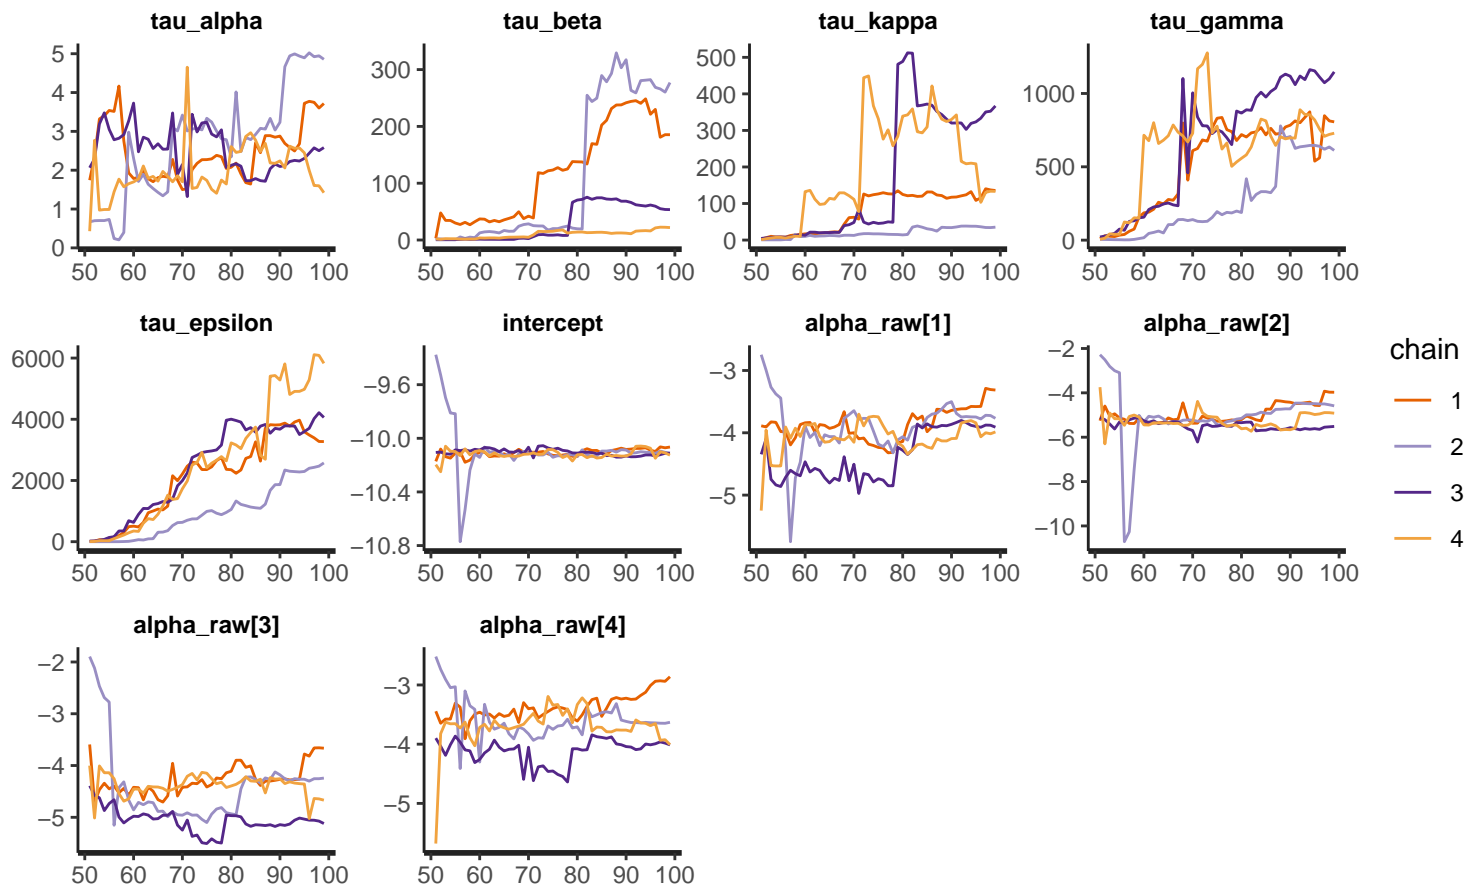 tau_alpha tau_beta tau_kappa tau_gamma
5 4 3 2 1 0
300 200 100 0
500 400 300 200 100 0
1000 500 0
50 60 70 80 90 100 50 60 70 80 90 100 50 60 70 80 90 100 50 60 70 80 90 100
tau_epsilon intercept alpha_raw[1] alpha_raw[2]
6000 4000 2000 0
−9.6 −10.0 −10.4 −10.8
−3 −4 −5
−2 −4 −6 −8 −10
50 60 70 80 90 100 50 60 70 80 90 100 50 60 70 80 90 100 50 60 70 80 90 100
chain
1
2
3
4
alpha_raw[3] alpha_raw[4]
−2 −3 −4 −5
−3 −4 −5
50 60 70 80 90 100 50 60 70 80 90 100